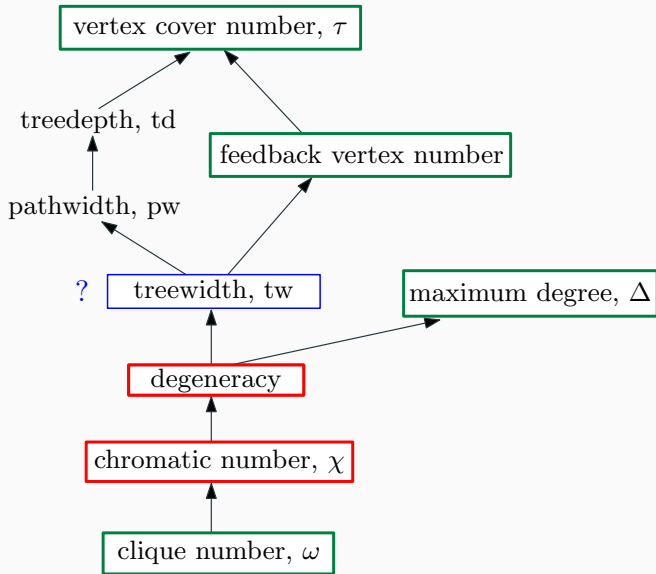 vertex cover number, τ
treedepth, td
feedback vertex number
pathwidth, pw
? treewidth, tw
maximum degree, Δ
degeneracy
chromatic number, χ
clique number, ω